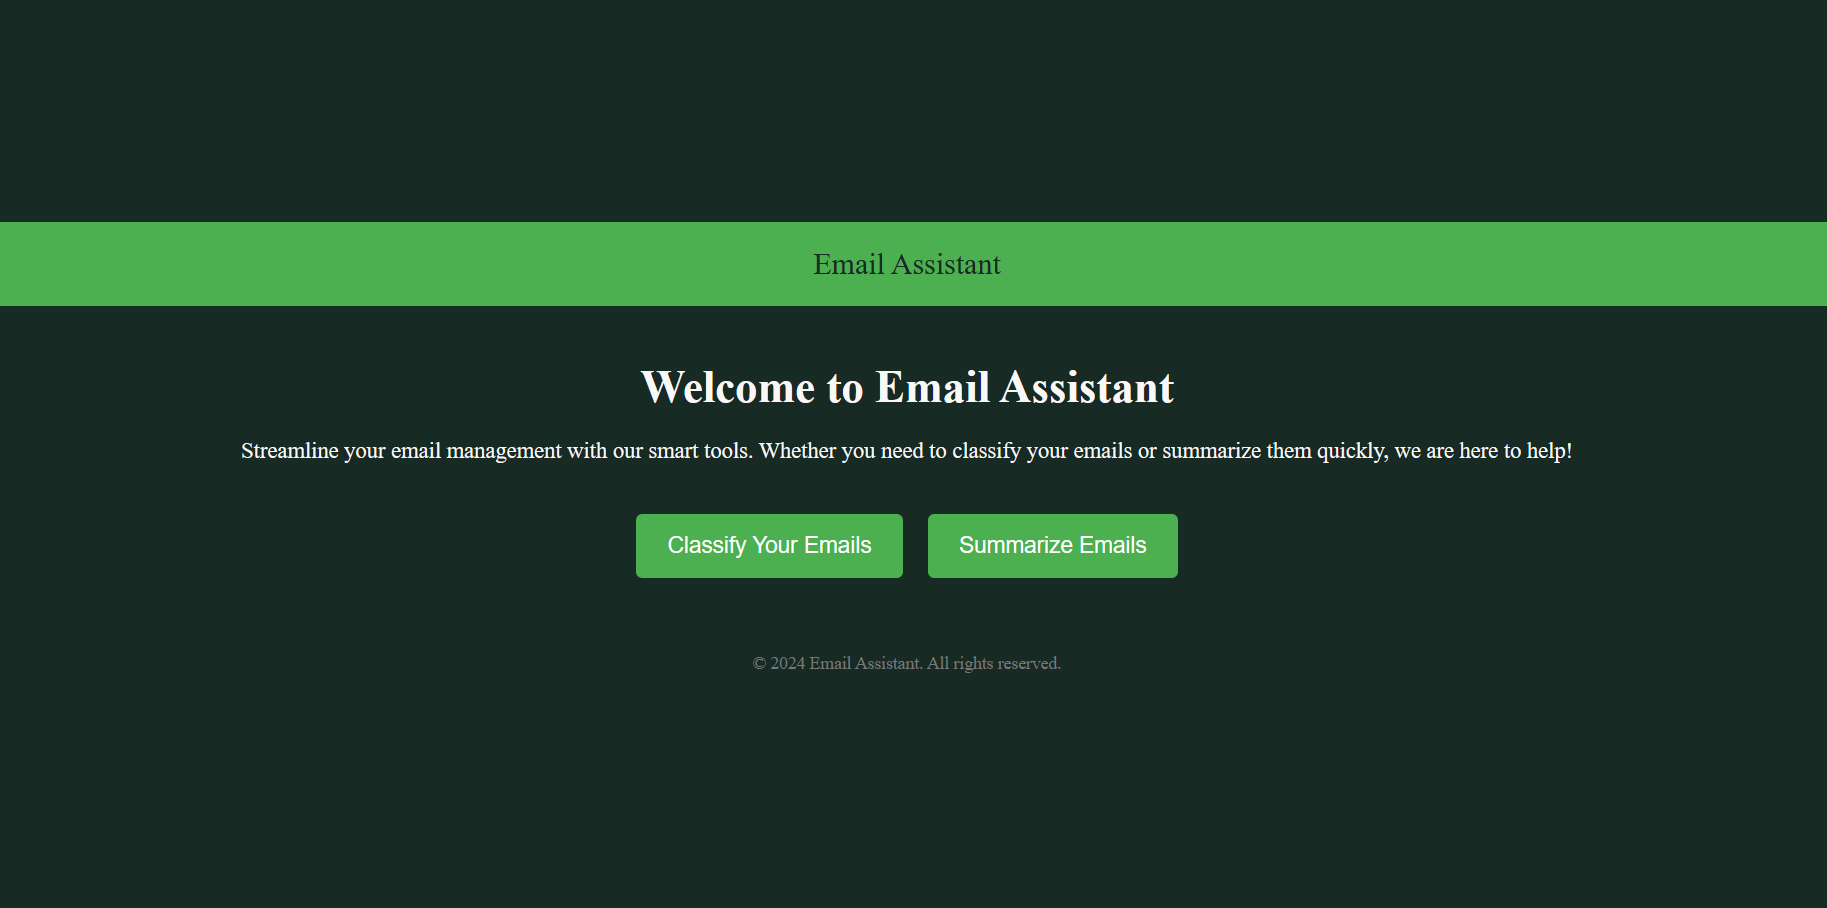 Email Assistant
Welcome to Email Assistant
Streamline your email management with our smart tools. Whether you need to classify your emails or summarize them quickly, we are here to help!
Classify Your Emails
Summarize Emails
© 2024 Email Assistant. All rights reserved.